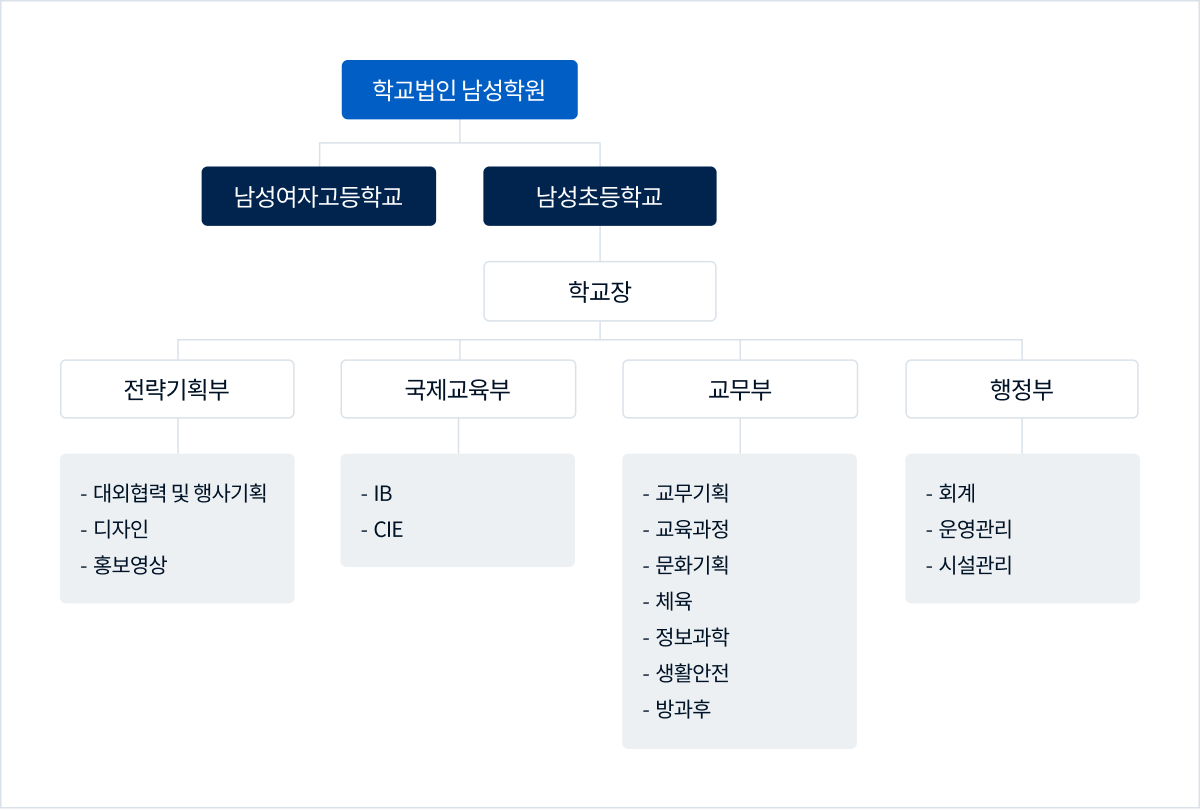 학교법인 남성학원
남성여자고등학교
남성초등학교
학교장
전략기획부
국제교육부
교무부
행정부
- 대외협력 및 행사기획
- 디자인
- 홍보영상
- IB
- CIE
- 교무기획
- 교육과정
- 문화기획
- 체육
- 정보과학
- 생활안전
- 방과후
- 회계
- 운영관리
- 시설관리